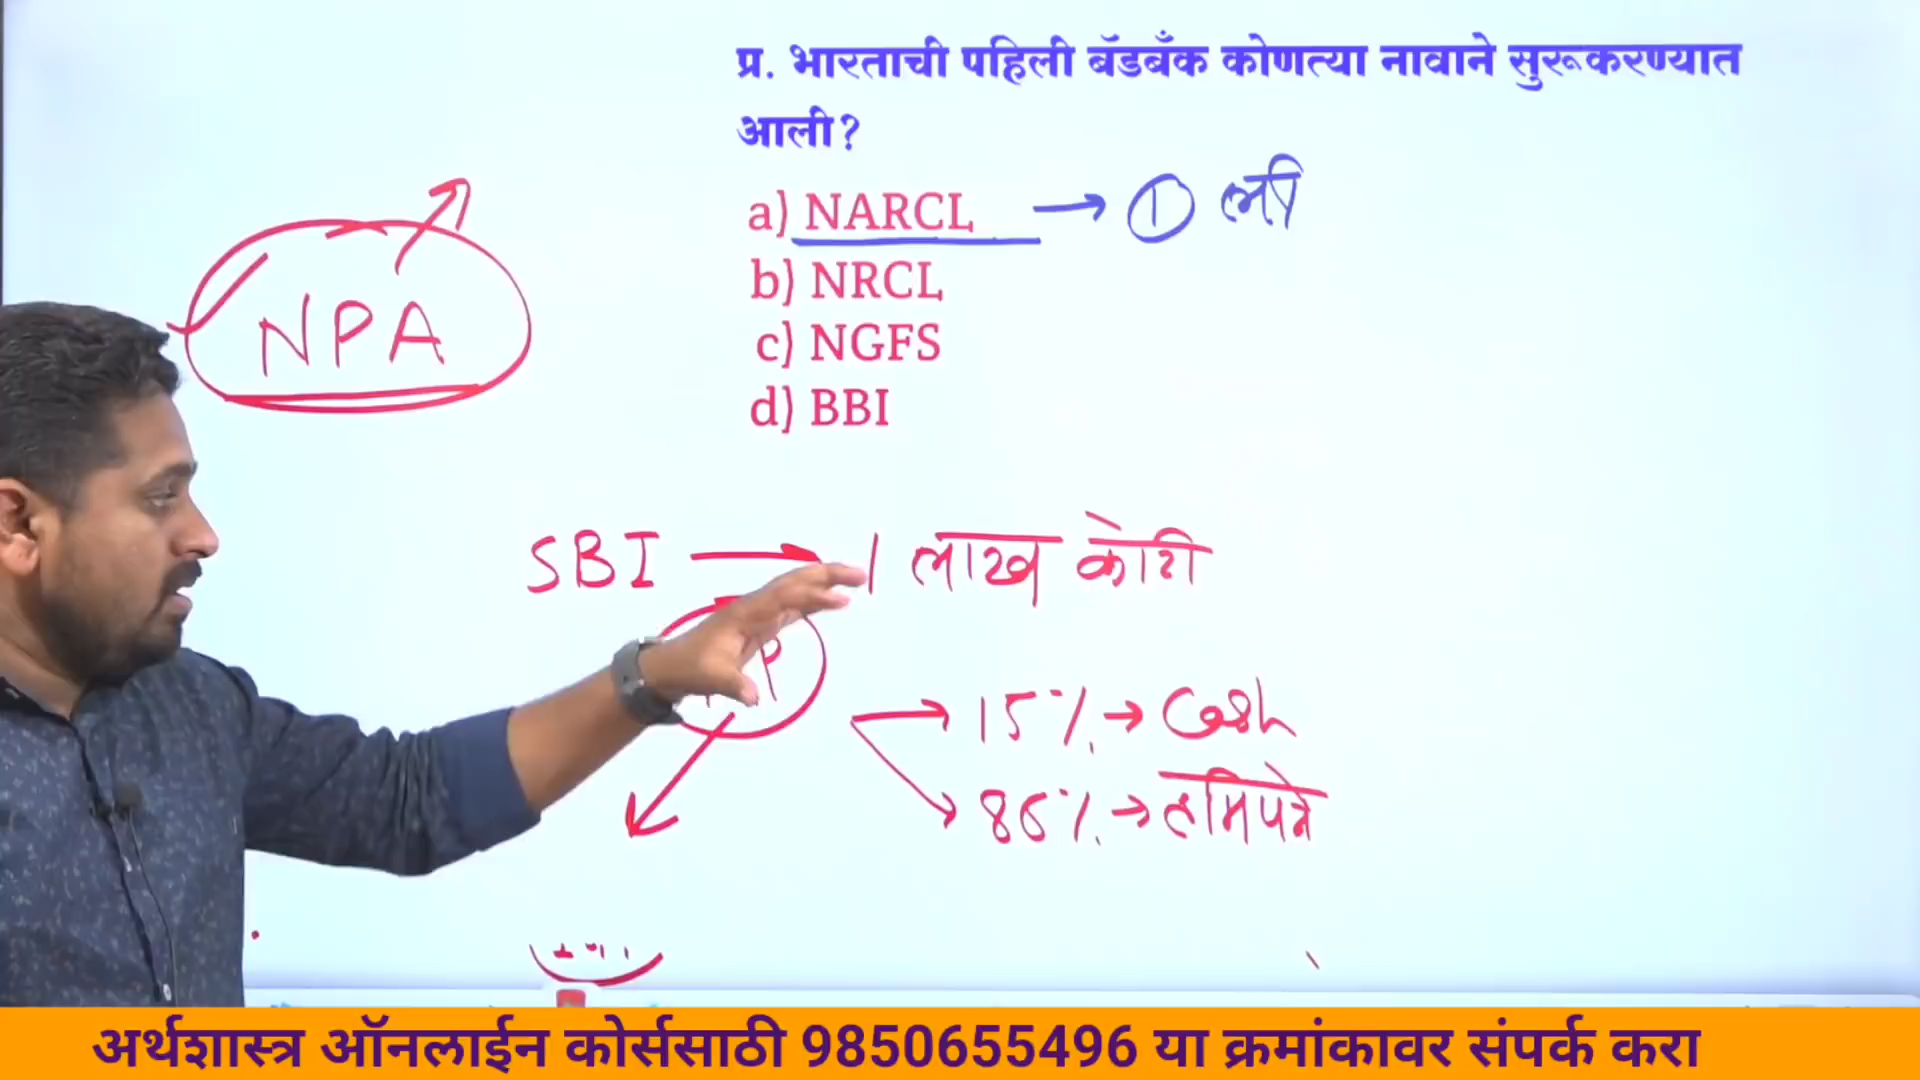 प्र. भारताची पहिली बॅडबँक कोणत्या नावाने सुरूकरण्यात
आली?
a) NARCL → 1 ली
b) NRCL
c) NGFS
d) BBI
NPA
SBI → 1 लाख कोटी
→ 15% → Cash
→ 85% → हमिपत्रे
अर्थशास्त्र ऑनलाईन कोर्ससाठी 9850655496 या क्रमांकावर संपर्क करा